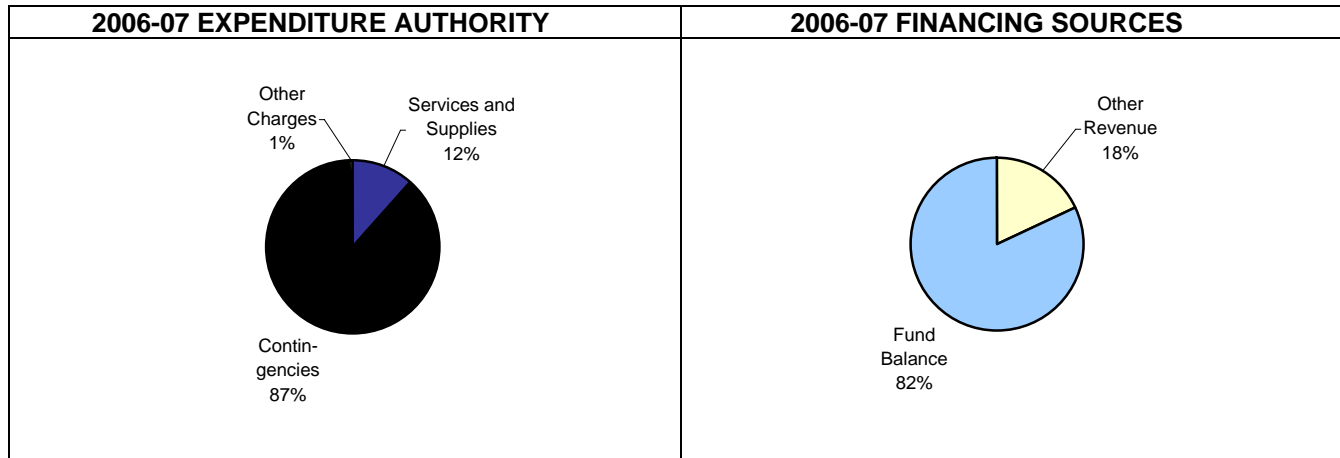 2006-07 EXPENDITURE AUTHORITY
Other
Charges
1%
Services and
Supplies
12%
Contin-
gencies
87%
2006-07 FINANCING SOURCES
Other
Revenue
18%
Fund
Balance
82%